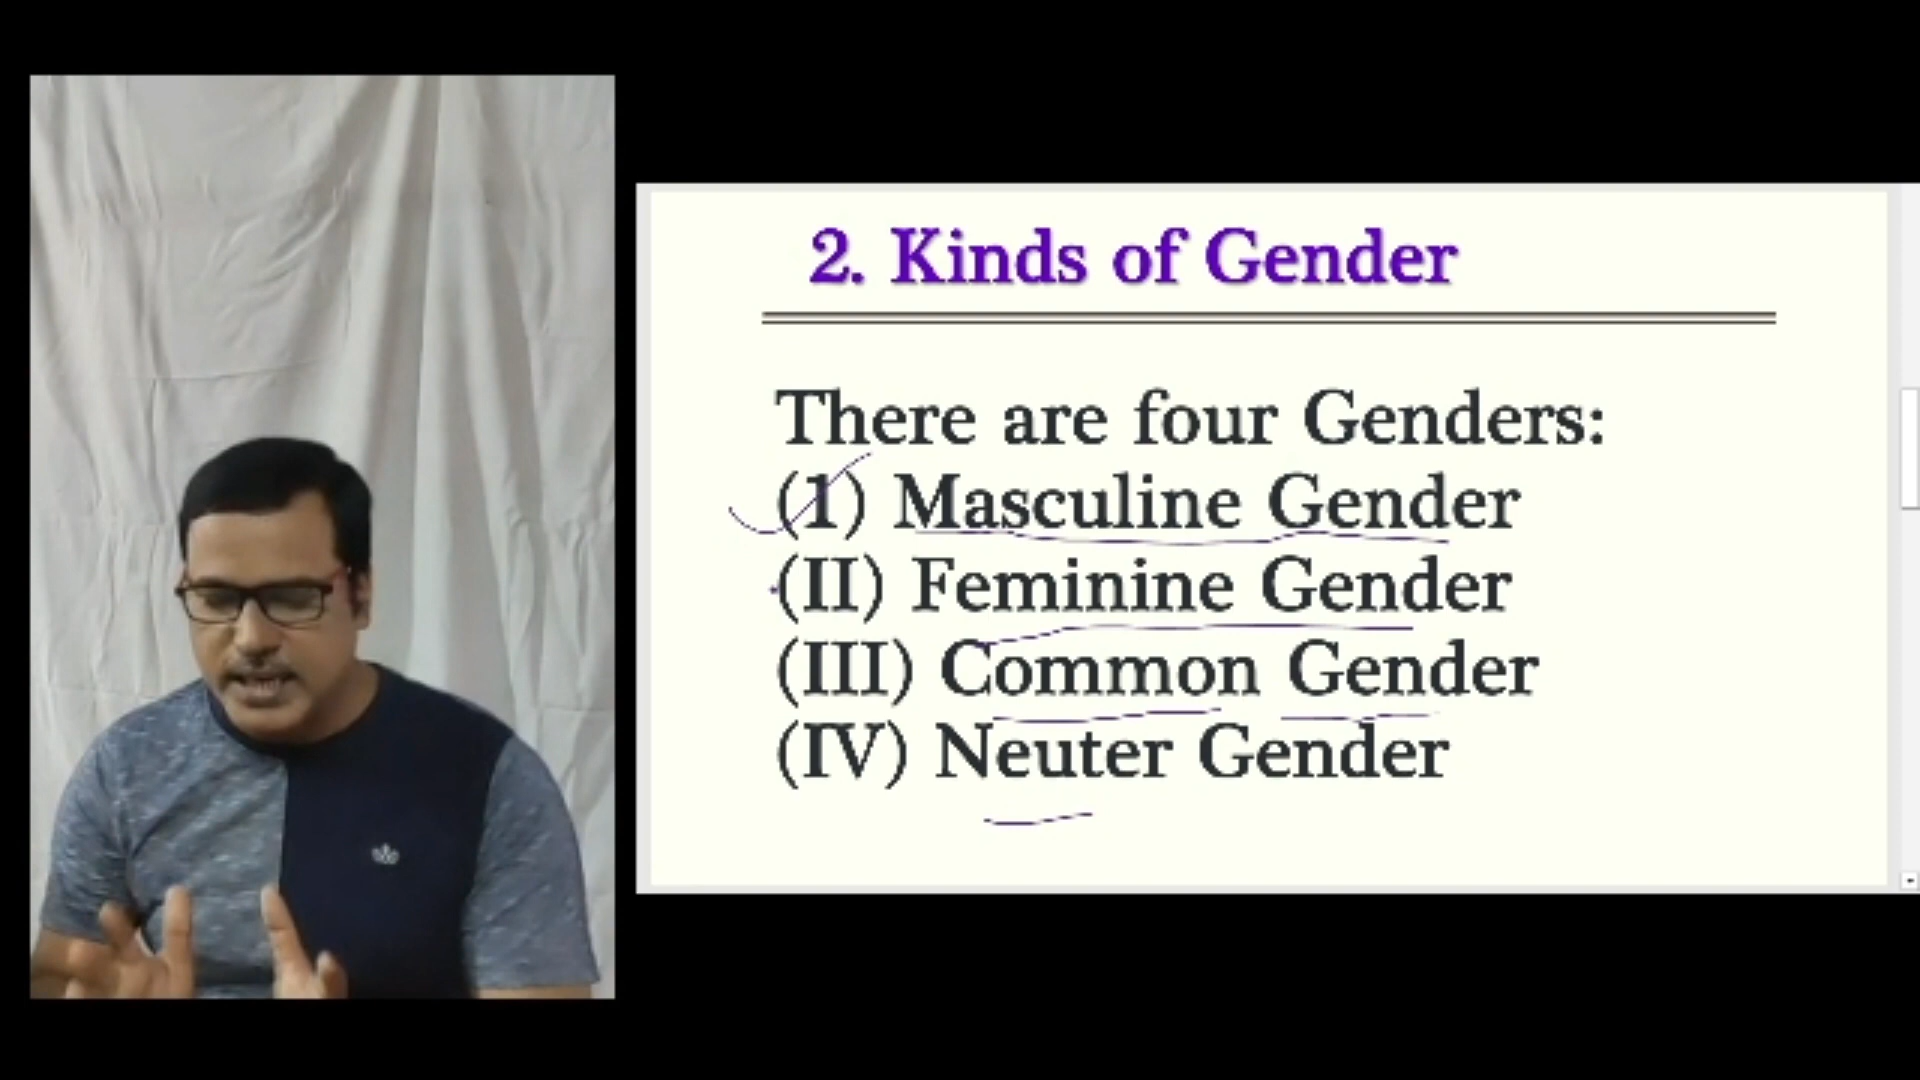 2. Kinds of Gender
There are four Genders:
(1) Masculine Gender
(II) Feminine Gender
(III) Common Gender
(IV) Neuter Gender